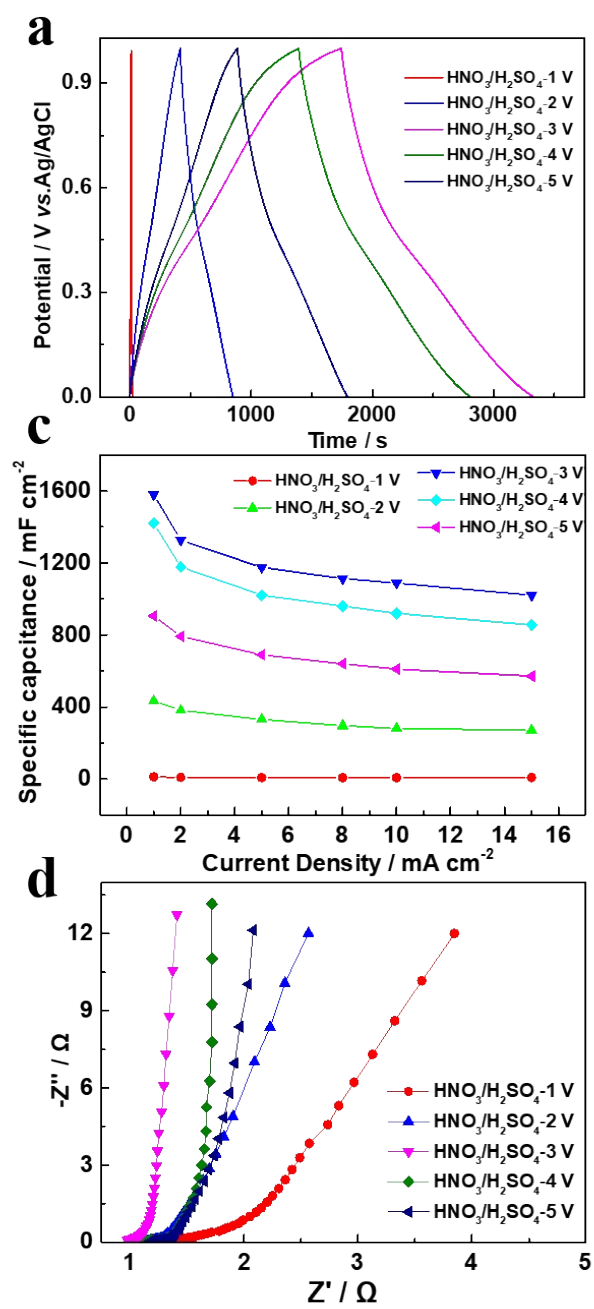 a
0.9
0.6
0.3
0.0
Potential / V vs.Ag/AgCl
HNO₃/H₂SO₄-1 V
HNO₃/H₂SO₄-2 V
HNO₃/H₂SO₄-3 V
HNO₃/H₂SO₄-4 V
HNO₃/H₂SO₄-5 V
0 1000 2000 3000
Time / s
c
1600
1200
800
400
0
Specific capcitance / mF cm⁻²
HNO₃/H₂SO₄-1 V
HNO₃/H₂SO₄-2 V
HNO₃/H₂SO₄-3 V
HNO₃/H₂SO₄-4 V
HNO₃/H₂SO₄-5 V
0 2 4 6 8 10 12 14 16
Current Density / mA cm⁻²
d
12
9
6
3
0
-Z'' / Ω
HNO₃/H₂SO₄-1 V
HNO₃/H₂SO₄-2 V
HNO₃/H₂SO₄-3 V
HNO₃/H₂SO₄-4 V
HNO₃/H₂SO₄-5 V
1 2 3 4 5
Z' / Ω